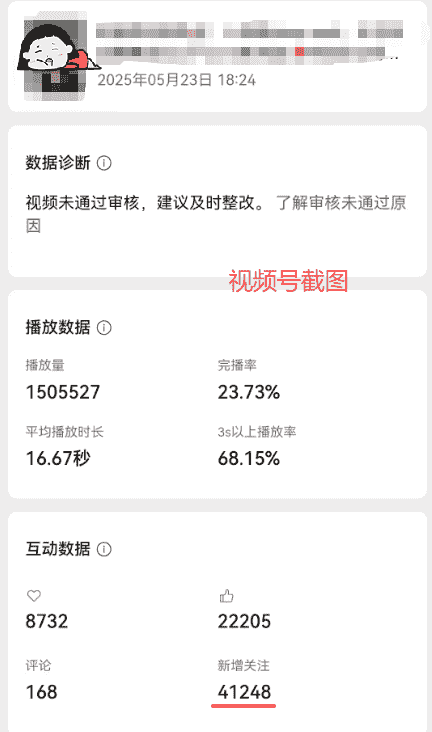 2025年05月23日 18:24
数据诊断
视频未通过审核，建议及时整改。 了解审核未通过原
因
视频号截图
播放数据
播放量 完播率
1505527 23.73%
平均播放时长 3s以上播放率
16.67秒 68.15%
互动数据
8732 22205
评论 新增关注
168 41248